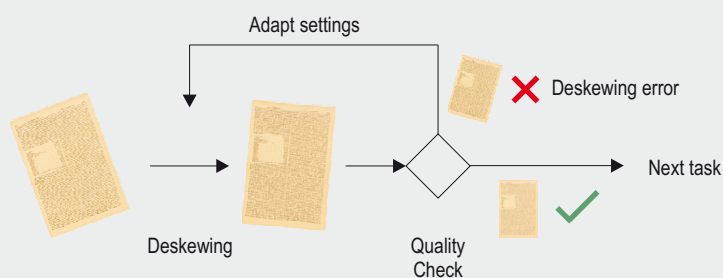 Adapt settings
Deskewing error
Next task
Deskewing
Quality
Check